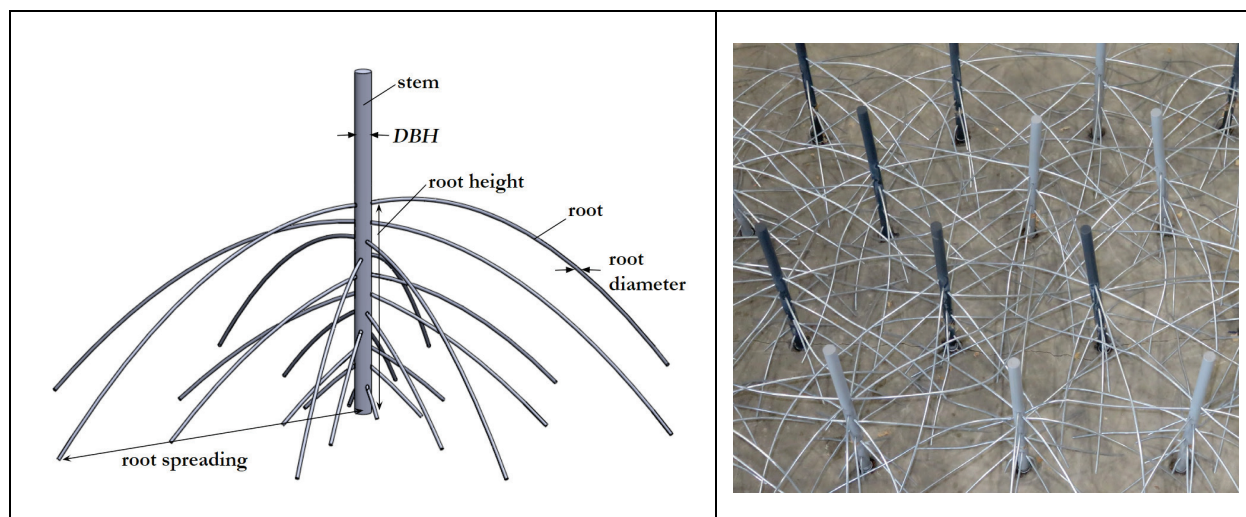 stem
DBH
root height
root
root
diameter
root spreading